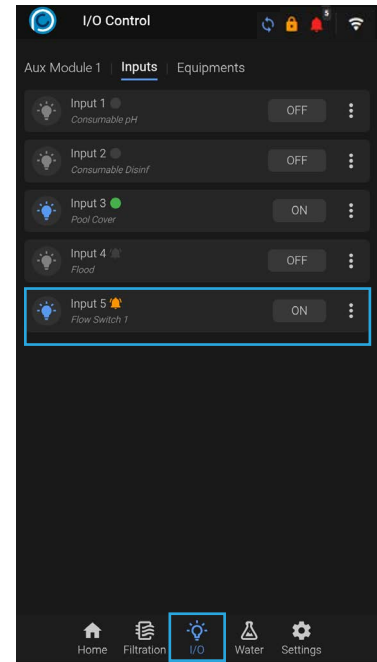 I/O Control
5
Aux Module 1 | Inputs | Equipments
Input 1
Consumable pH
OFF
Input 2
Consumable Disinf
OFF
Input 3
Pool Cover
ON
Input 4
Flood
OFF
Input 5
Flow Switch 1
ON
Home Filtration I/O Water Settings